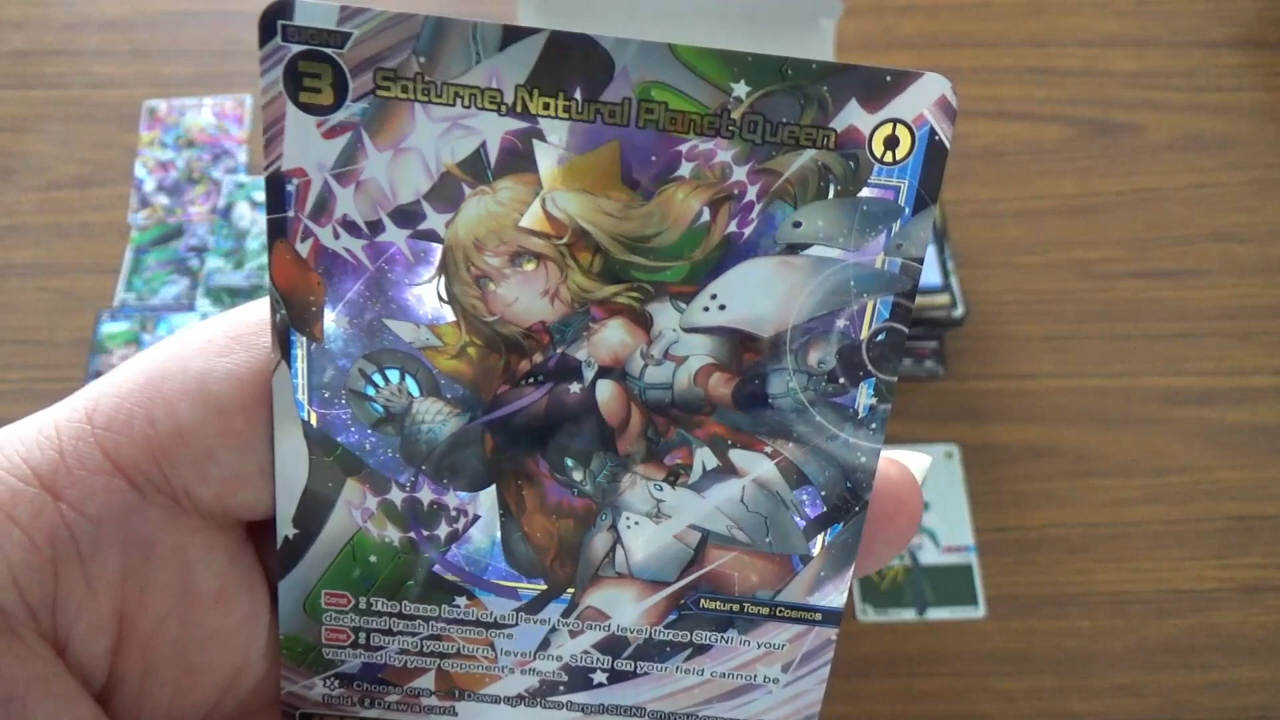 SIGNI
3
Saturne, Natural Planet Queen
Nature Tone : Cosmos
Const : The base level of all level two and level three SIGNI in your
deck and trash become one.
Const : During your turn, level one SIGNI on your field cannot be
vanished by your opponent's effects.
: Choose one – ① Down up to two target SIGNI on your
field. ② Draw a card.